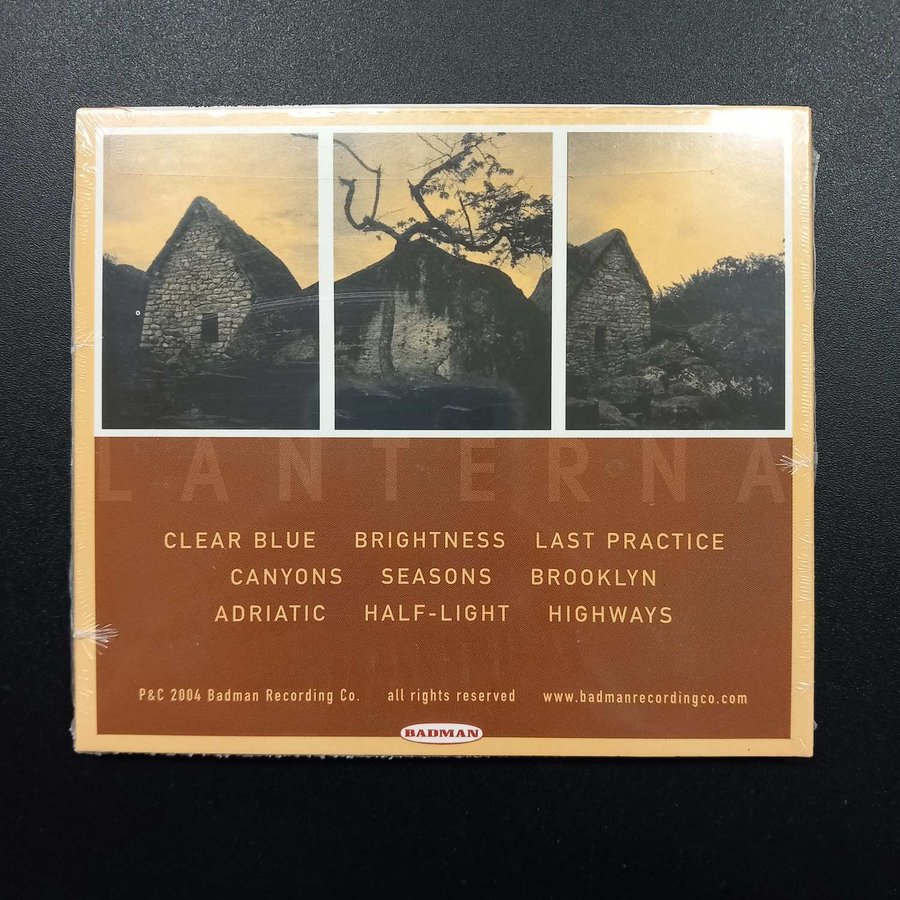 LANTERNA
CLEAR BLUE BRIGHTNESS LAST PRACTICE
CANYONS SEASONS BROOKLYN
ADRIATIC HALF-LIGHT HIGHWAYS
P&C 2004 Badman Recording Co. all rights reserved www.badmanrecordingco.com
BADMAN